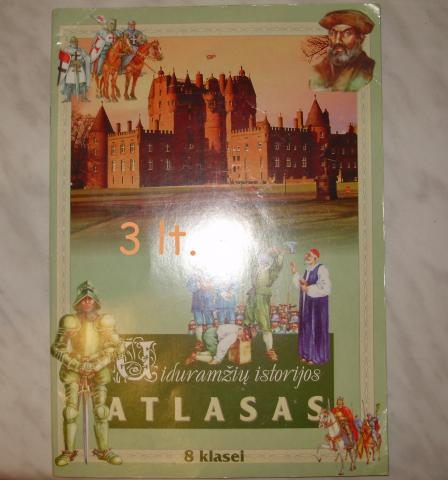 3 lt.
Viduramžių istorijos
ATLASAS
8 klasei